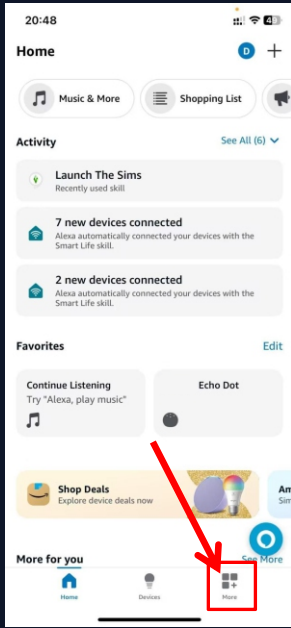 20:48
Home
D
Music & More
Shopping List
Activity
See All (6)
Launch The Sims
Recently used skill
7 new devices connected
Alexa automatically connected your devices with the
Smart Life skill.
2 new devices connected
Alexa automatically connected your devices with the
Smart Life skill.
Favorites
Edit
Continue Listening
Try "Alexa, play music"
Echo Dot
Shop Deals
Explore device deals now
Am
Sim
More for you
See More
Home
Devices
More